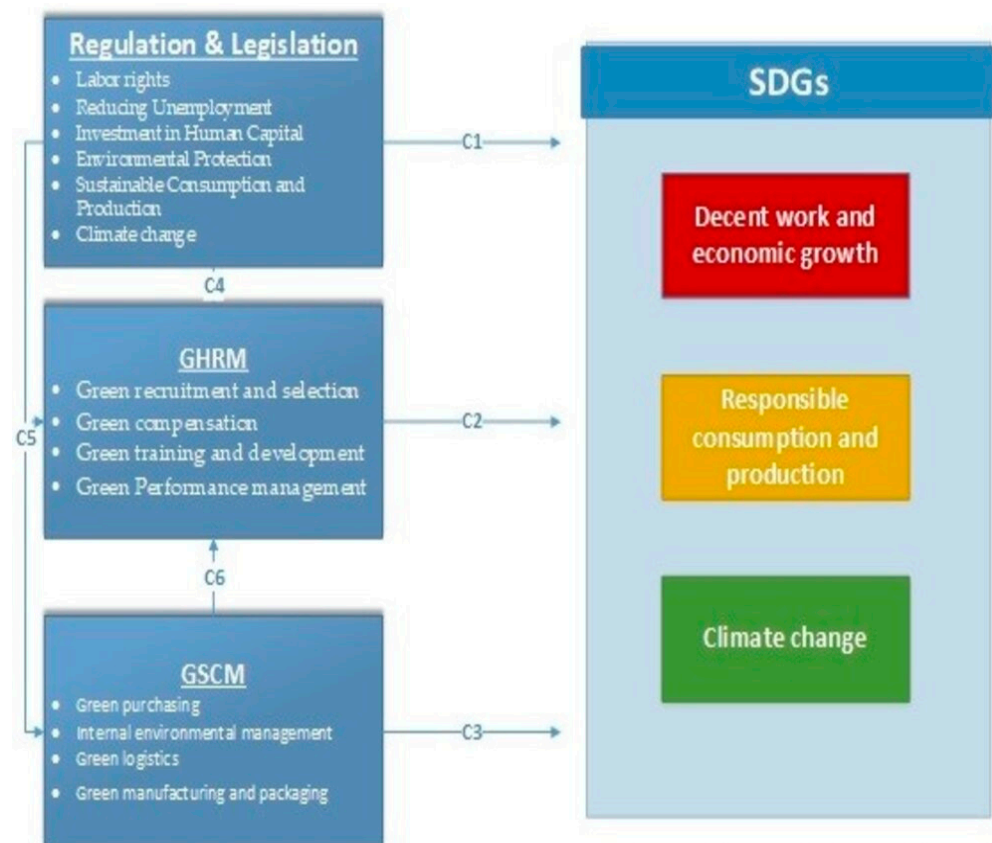 Regulation & Legislation
• Labor rights
• Reducing Unemployment
• Investment in Human Capital
• Environmental Protection
• Sustainable Consumption and
Production
• Climate change
C4
GHRM
• Green recruitment and selection
• Green compensation
• Green training and development
• Green Performance management
C5
C6
GSCM
• Green purchasing
• Internal environmental management
• Green logistics
• Green manufacturing and packaging
C1
C2
C3
SDGs
Decent work and
economic growth
Responsible
consumption and
production
Climate change